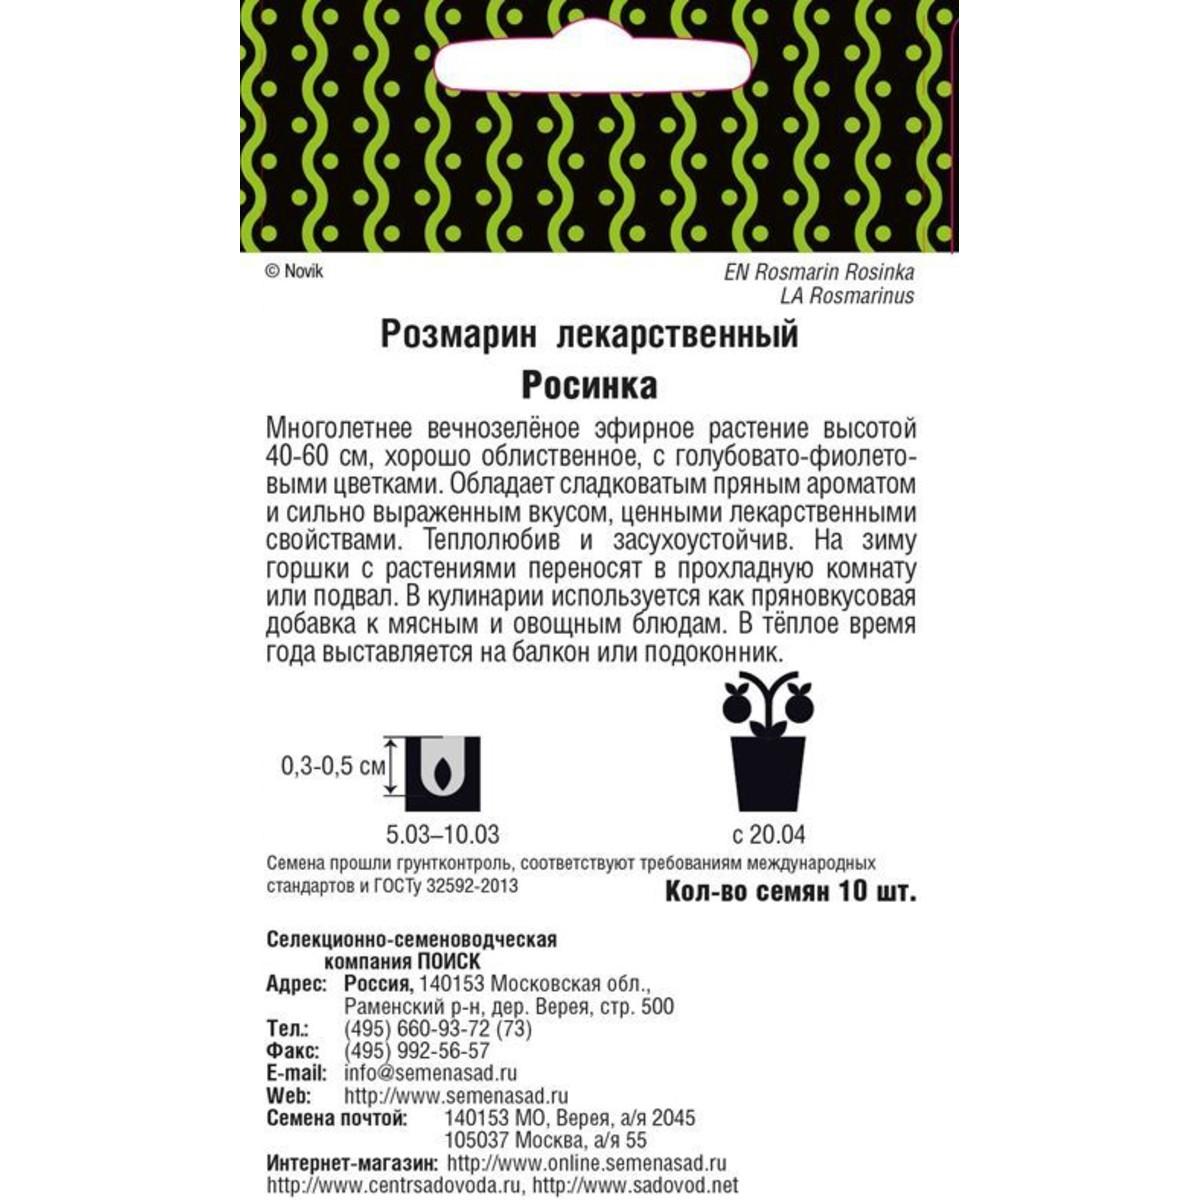 © Novik
EN Rosmarin Rosinka
LA Rosmarinus
Розмарин лекарственный
Росинка
Многолетнее вечнозелёное эфирное растение высотой
40-60 см, хорошо облиственное, с голубовато-фиолето-
выми цветками. Обладает сладковатым пряным ароматом
и сильно выраженным вкусом, ценными лекарственными
свойствами. Теплолюбив и засухоустойчив. На зиму
горшки с растениями переносят в прохладную комнату
или подвал. В кулинарии используется как пряновкусовая
добавка к мясным и овощным блюдам. В тёплое время
года выставляется на балкон или подоконник.
0,3-0,5 см
5.03–10.03
с 20.04
Семена прошли грунтконтроль, соответствуют требованиям международных
стандартов и ГОСТу 32592-2013
Кол-во семян 10 шт.
Селекционно-семеноводческая
компания ПОИСК
Адрес: Россия, 140153 Московская обл.,
Раменский р-н, дер. Верея, стр. 500
Тел.: (495) 660-93-72 (73)
Факс: (495) 992-56-57
E-mail: info@semenasad.ru
Web: http://www.semenasad.ru
Семена почтой: 140153 МО, Верея, а/я 2045
105037 Москва, а/я 55
Интернет-магазин: http://www.online.semenasad.ru
http://www.centrsadovoda.ru, http://www.sadovod.net